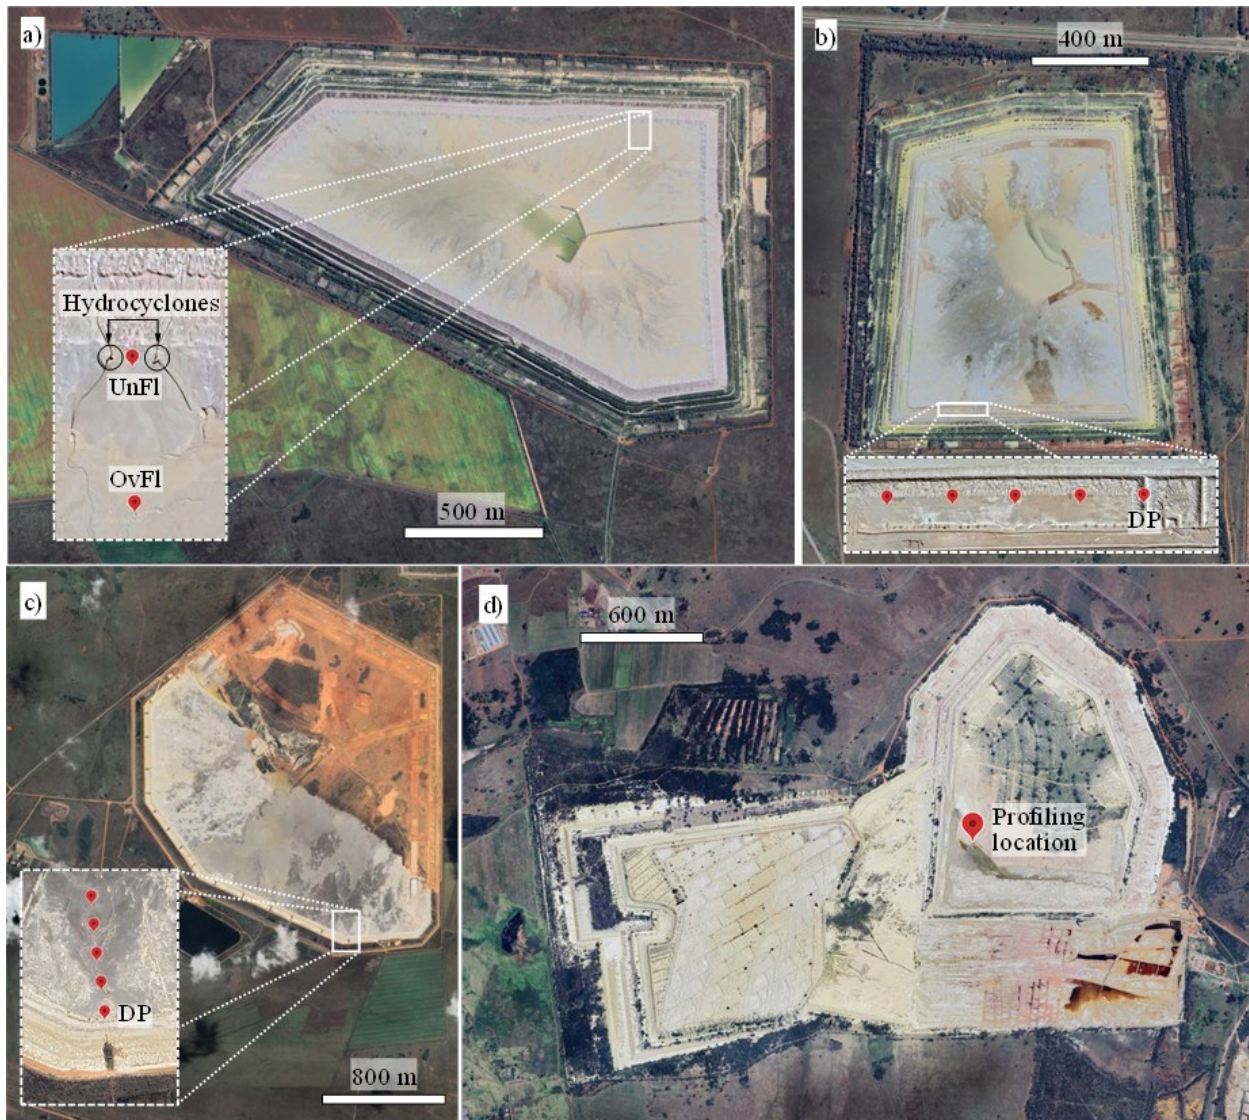 a)
Hydrocyclones
UnFl
OvFl
500 m
b)
400 m
DP
c)
DP
800 m
d)
600 m
Profiling
location